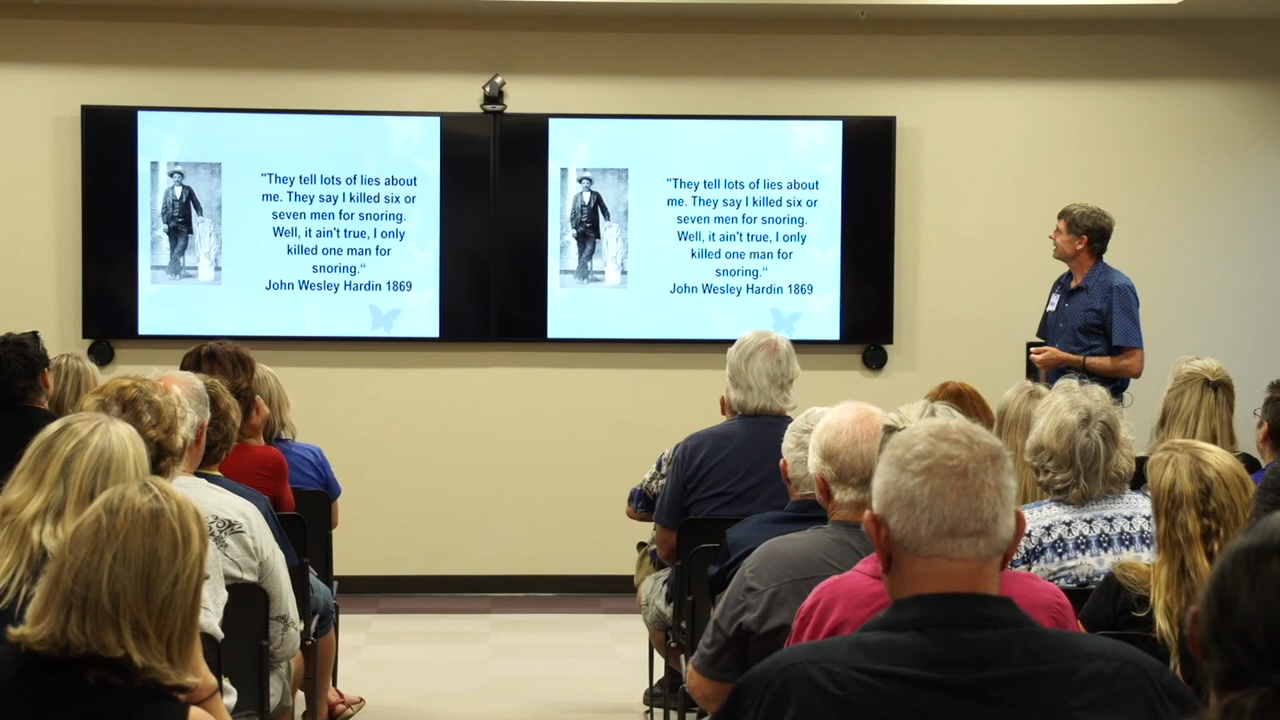 "They tell lots of lies about
me. They say I killed six or
seven men for snoring.
Well, it ain't true, I only
killed one man for
snoring.“
John Wesley Hardin 1869
"They tell lots of lies about
me. They say I killed six or
seven men for snoring.
Well, it ain't true, I only
killed one man for
snoring.“
John Wesley Hardin 1869